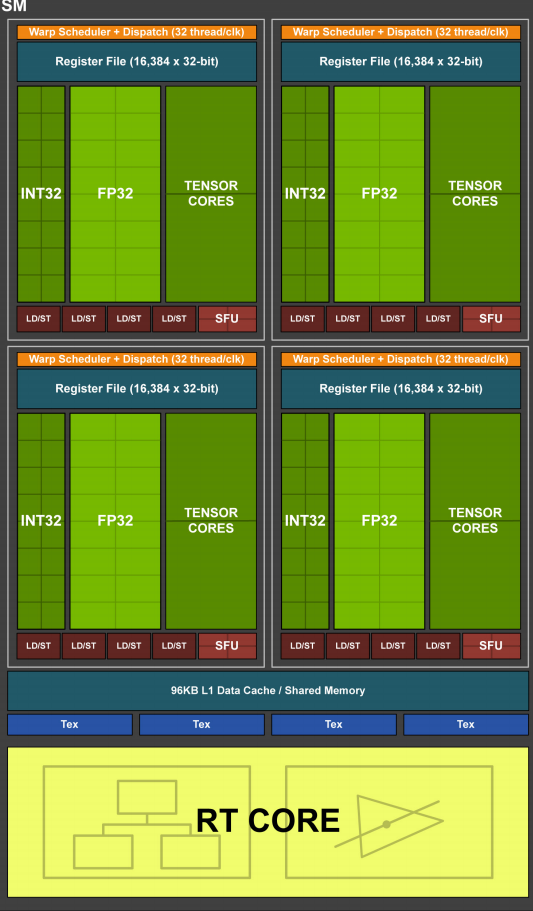 SM
Warp Scheduler + Dispatch (32 thread/clk)
Register File (16,384 x 32-bit)
INT32
FP32
TENSOR
CORES
LD/ST LD/ST LD/ST LD/ST SFU
Warp Scheduler + Dispatch (32 thread/clk)
Register File (16,384 x 32-bit)
INT32
FP32
TENSOR
CORES
LD/ST LD/ST LD/ST LD/ST SFU
Warp Scheduler + Dispatch (32 thread/clk)
Register File (16,384 x 32-bit)
INT32
FP32
TENSOR
CORES
LD/ST LD/ST LD/ST LD/ST SFU
Warp Scheduler + Dispatch (32 thread/clk)
Register File (16,384 x 32-bit)
INT32
FP32
TENSOR
CORES
LD/ST LD/ST LD/ST LD/ST SFU
96KB L1 Data Cache / Shared Memory
Tex Tex Tex Tex
RT CORE